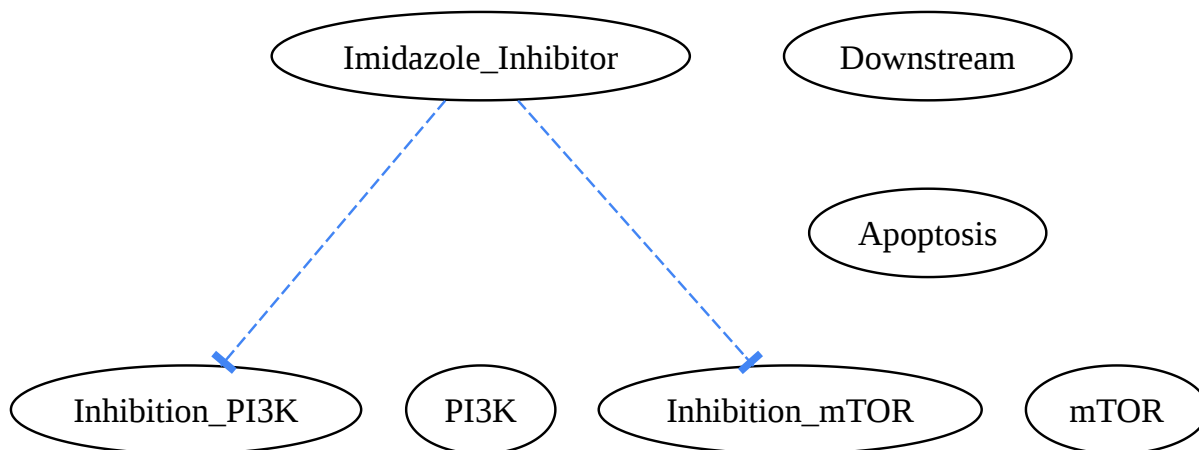 Imidazole_Inhibitor
Downstream
Apoptosis
Inhibition_PI3K
PI3K
Inhibition_mTOR
mTOR